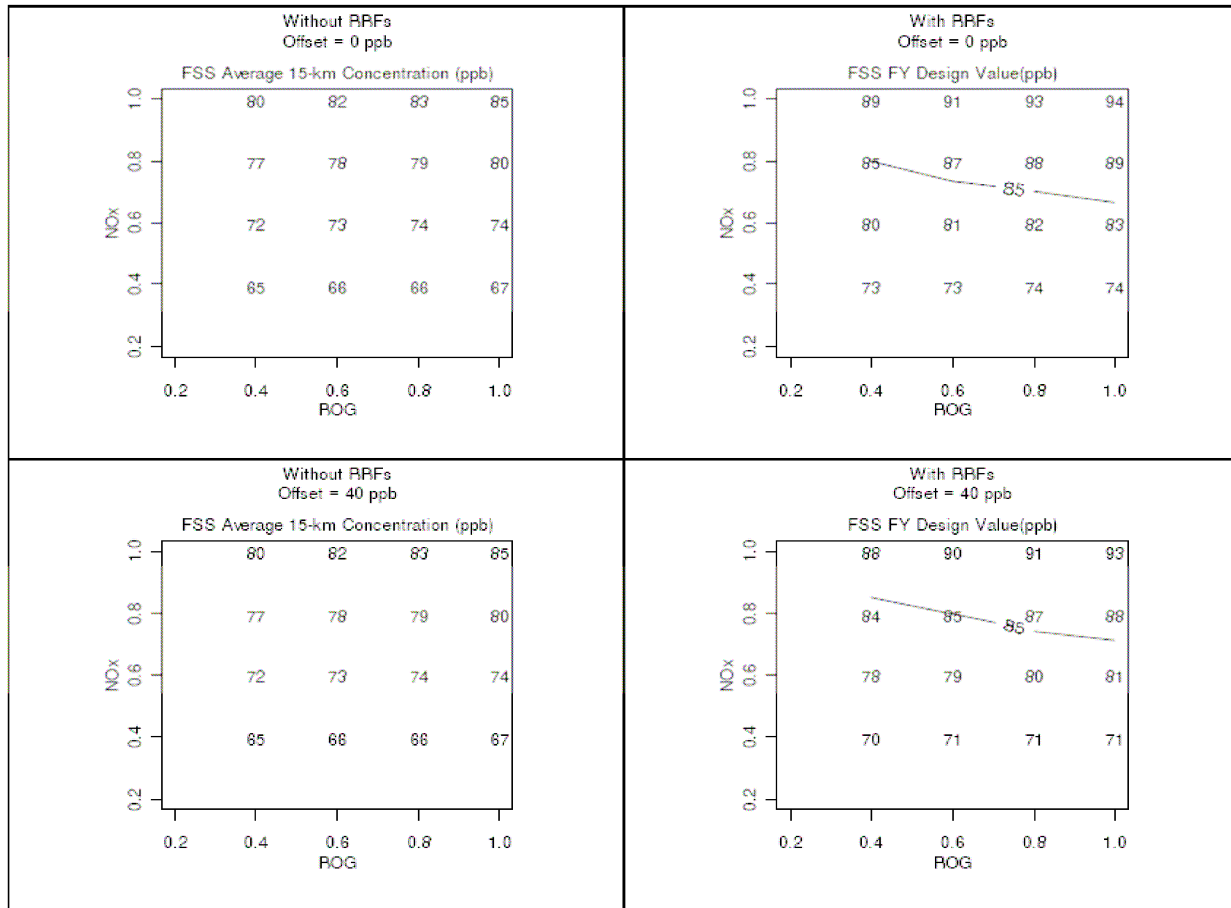 Without RRFs
Offset = 0 ppb
FSS Average 15-km Concentration (ppb)
1.0
80 82 83 85
0.8
77 78 79 80
NOx
0.6
72 73 74 74
0.4
65 66 66 67
0.2
0.2 0.4 0.6 0.8 1.0
ROG
With RRFs
Offset = 0 ppb
FSS FY Design Value(ppb)
1.0
89 91 93 94
0.8
85 87 88 89
85
NOx
0.6
80 81 82 83
0.4
73 73 74 74
0.2
0.2 0.4 0.6 0.8 1.0
ROG
Without RRFs
Offset = 40 ppb
FSS Average 15-km Concentration (ppb)
1.0
80 82 83 85
0.8
77 78 79 80
NOx
0.6
72 73 74 74
0.4
65 66 66 67
0.2
0.2 0.4 0.6 0.8 1.0
ROG
With RRFs
Offset = 40 ppb
FSS FY Design Value(ppb)
1.0
88 90 91 93
0.8
84 85 87 88
85
NOx
0.6
78 79 80 81
0.4
70 71 71 71
0.2
0.2 0.4 0.6 0.8 1.0
ROG